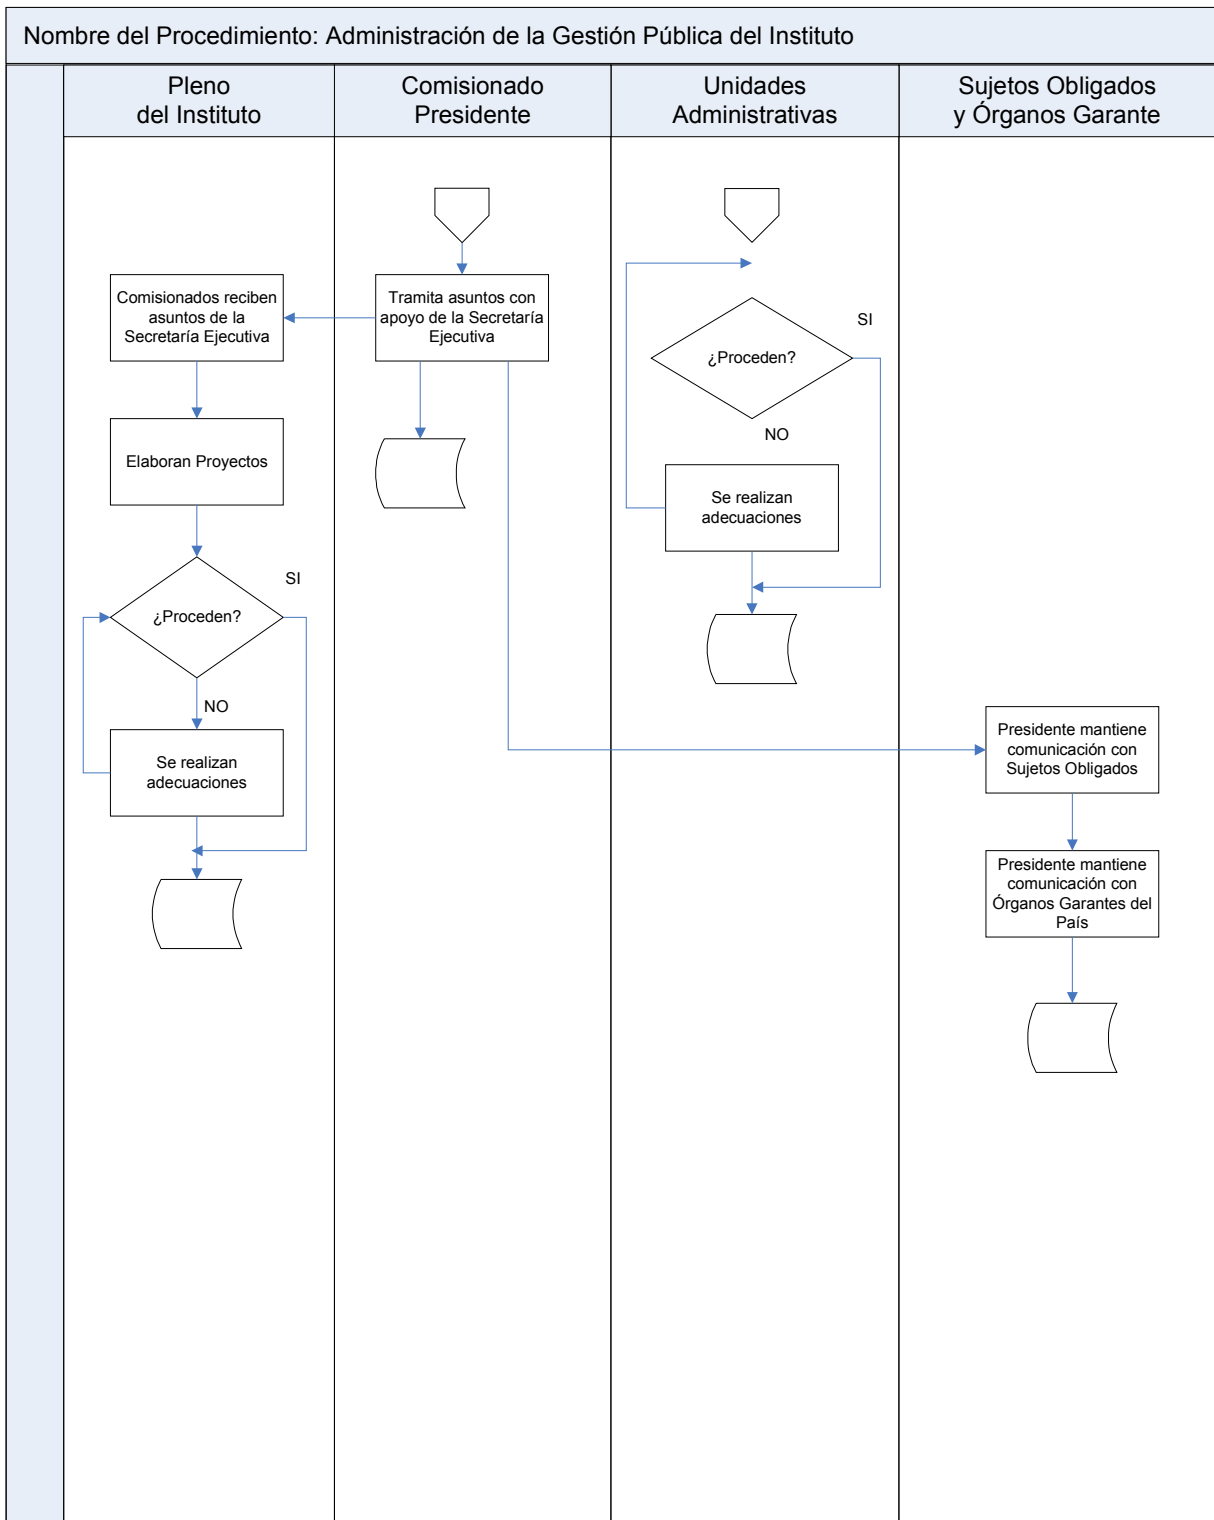 Nombre del Procedimiento: Administración de la Gestión Pública del Instituto
Pleno
del Instituto
Comisionado
Presidente
Unidades
Administrativas
Sujetos Obligados
y Órganos Garante
Comisionados reciben
asuntos de la
Secretaría Ejecutiva
Elaboran Proyectos
¿Proceden?
SI
NO
Se realizan
adecuaciones
Tramita asuntos con
apoyo de la Secretaría
Ejecutiva
¿Proceden?
SI
NO
Se realizan
adecuaciones
Presidente mantiene
comunicación con
Sujetos Obligados
Presidente mantiene
comunicación con
Órganos Garantes del
País